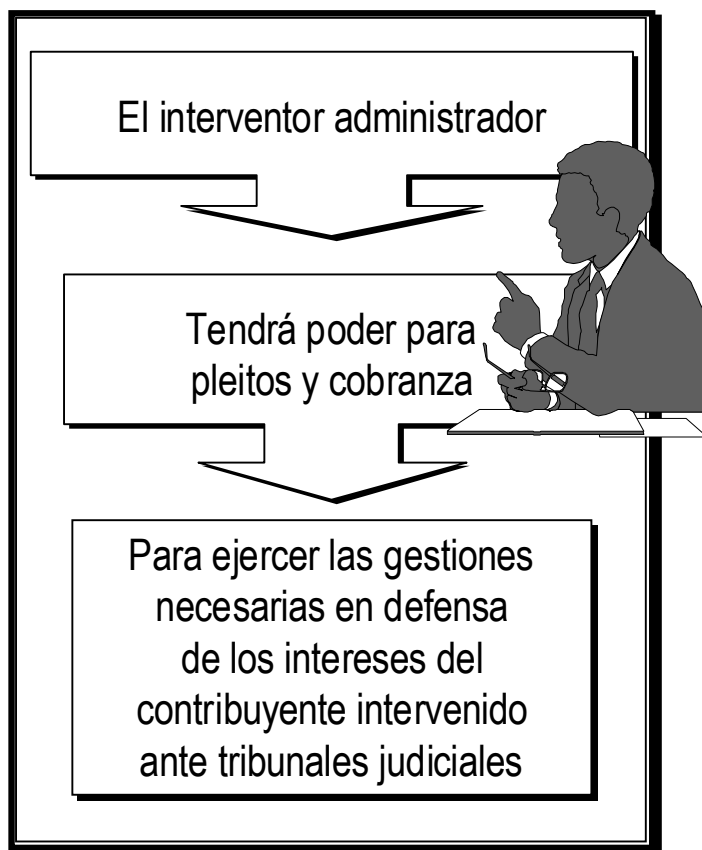 El interventor administrador
Tendrá poder para
pleitos y cobranza
Para ejercer las gestiones
necesarias en defensa
de los intereses del
contribuyente intervenido
ante tribunales judiciales